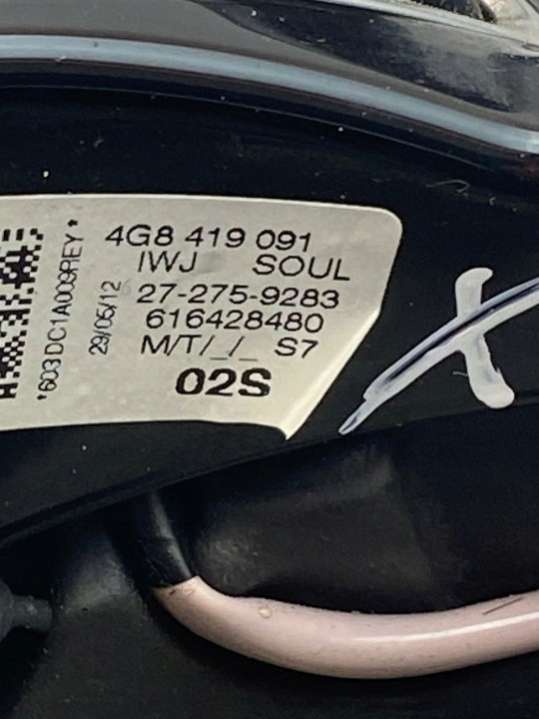 4G8 419 091
IWJ SOUL
27-275-9283
616428480
M/T/_/_ S7
02S
29/05/12
*603DC1A009REY*
X